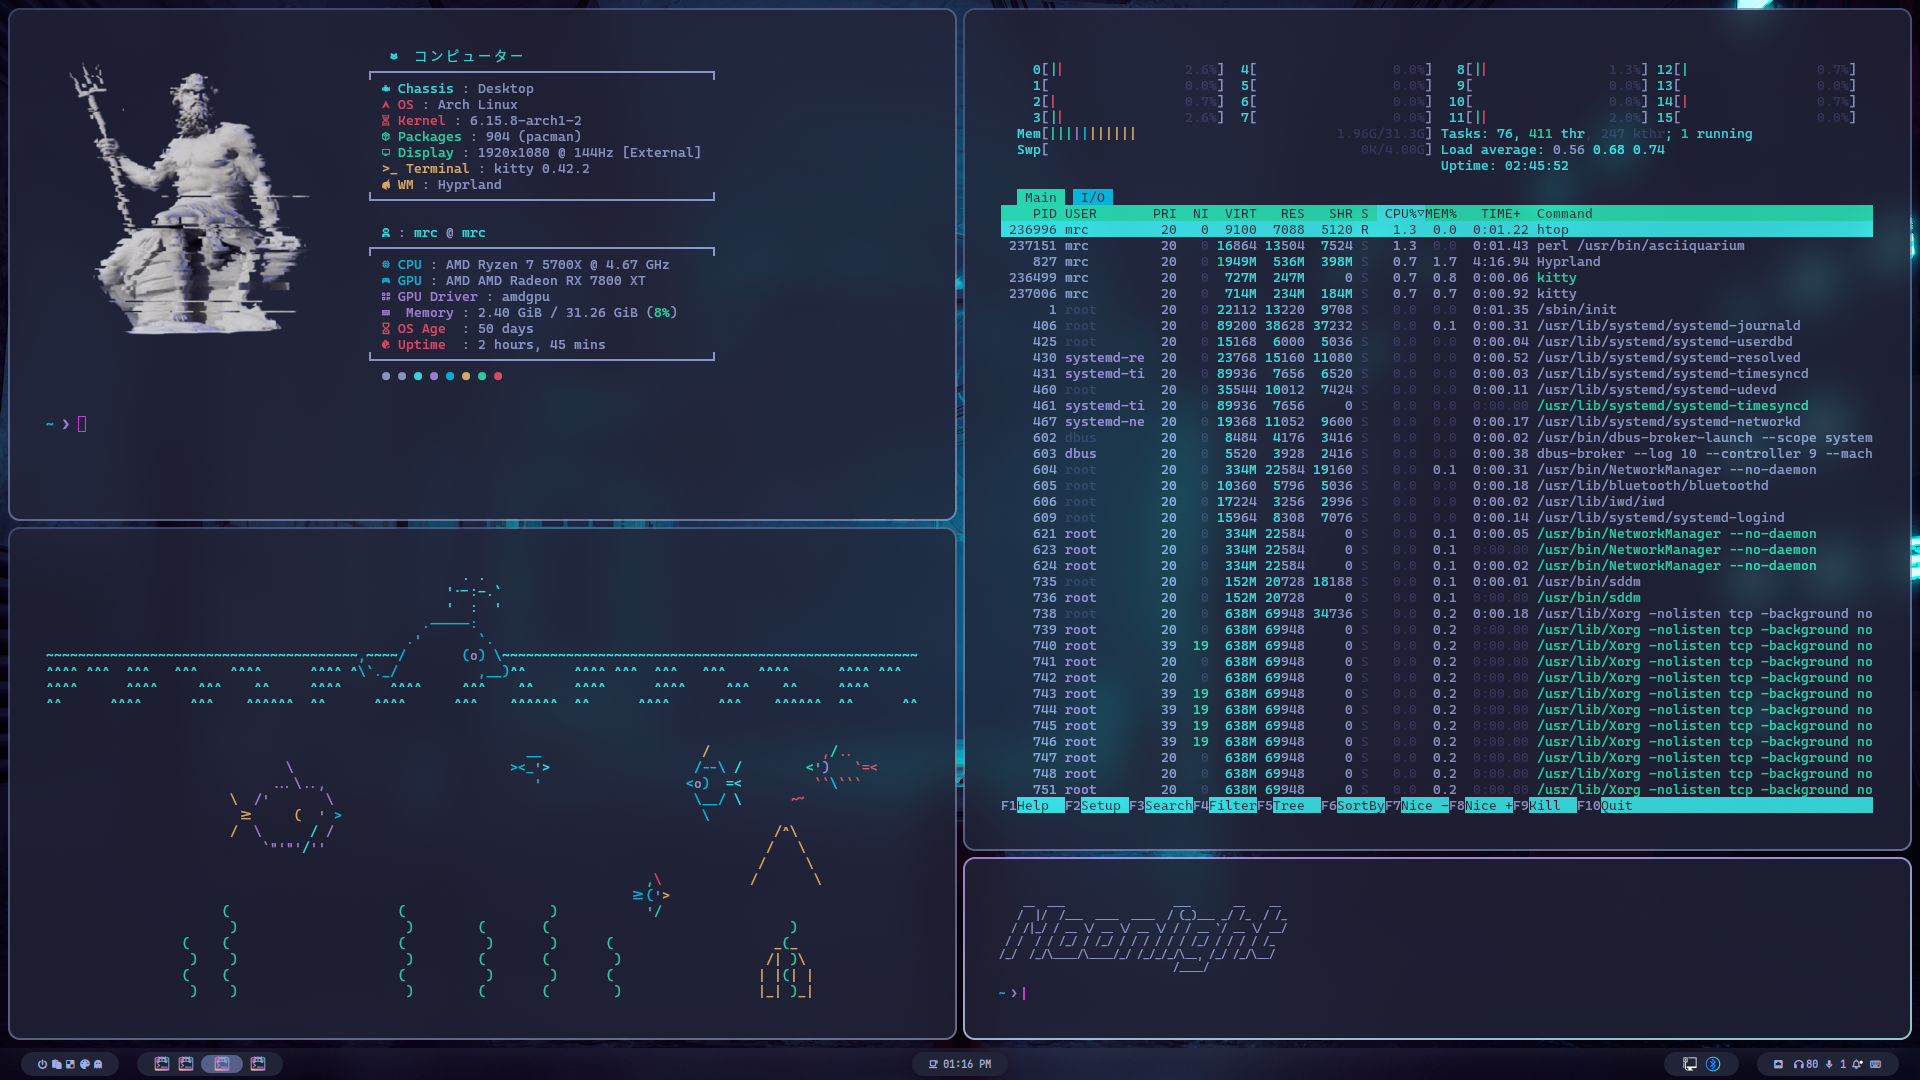 コンピューター
Chassis : Desktop
OS : Arch Linux
Kernel : 6.15.8-arch1-2
Packages : 904 (pacman)
Display : 1920x1080 @ 144Hz [External]
>_ Terminal : kitty 0.42.2
WM : Hyprland
: mrc @ mrc
CPU : AMD Ryzen 7 5700X @ 4.67 GHz
GPU : AMD AMD Radeon RX 7800 XT
GPU Driver : amdgpu
Memory : 2.40 GiB / 31.26 GiB (8%)
OS Age : 50 days
Uptime : 2 hours, 45 mins
~ ❯
0[|| 2.6%] 4[ 0.0%] 8[|| 1.3%] 12[| 0.7%]
1[ 0.0%] 5[ 0.0%] 9[ 0.0%] 13[ 0.0%]
2[| 0.7%] 6[ 0.0%] 10[ 0.0%] 14[| 0.7%]
3[|| 2.6%] 7[ 0.0%] 11[|| 2.0%] 15[ 0.0%]
Mem[||||||||||| 1.96G/31.3G] Tasks: 76, 411 thr, 247 kthr; 1 running
Swp[ 0K/4.00G] Load average: 0.56 0.68 0.74
Uptime: 02:45:52
Main I/O
PID USER PRI NI VIRT RES SHR S CPU%▽MEM% TIME+ Command
236996 mrc 20 0 9100 7088 5120 R 1.3 0.0 0:01.22 htop
237151 mrc 20 0 16864 13504 7524 S 1.3 0.0 0:01.43 perl /usr/bin/asciiquarium
827 mrc 20 0 1949M 536M 398M S 0.7 1.7 4:16.94 Hyprland
236499 mrc 20 0 727M 247M 0 S 0.7 0.8 0:00.06 kitty
237006 mrc 20 0 714M 234M 184M S 0.7 0.7 0:00.92 kitty
1 root 20 0 22112 13220 9708 S 0.0 0.0 0:01.35 /sbin/init
406 root 20 0 89200 38628 37232 S 0.0 0.1 0:00.31 /usr/lib/systemd/systemd-journald
425 root 20 0 15168 6000 5036 S 0.0 0.0 0:00.04 /usr/lib/systemd/systemd-userdbd
430 systemd-re 20 0 23768 15160 11080 S 0.0 0.0 0:00.52 /usr/lib/systemd/systemd-resolved
431 systemd-ti 20 0 89936 7656 6520 S 0.0 0.0 0:00.03 /usr/lib/systemd/systemd-timesyncd
460 root 20 0 35544 10012 7424 S 0.0 0.0 0:00.11 /usr/lib/systemd/systemd-udevd
461 systemd-ti 20 0 89936 7656 0 S 0.0 0.0 0:00.00 /usr/lib/systemd/systemd-timesyncd
467 systemd-ne 20 0 19368 11052 9600 S 0.0 0.0 0:00.17 /usr/lib/systemd/systemd-networkd
602 dbus 20 0 8484 4176 3416 S 0.0 0.0 0:00.02 /usr/bin/dbus-broker-launch --scope system
603 dbus 20 0 5520 3928 2416 S 0.0 0.0 0:00.38 dbus-broker --log 10 --controller 9 --mach
604 root 20 0 334M 22584 19160 S 0.0 0.1 0:00.31 /usr/bin/NetworkManager --no-daemon
605 root 20 0 10360 5796 5036 S 0.0 0.0 0:00.18 /usr/lib/bluetooth/bluetoothd
606 root 20 0 17224 3256 2996 S 0.0 0.0 0:00.02 /usr/lib/iwd/iwd
609 root 20 0 15964 8308 7076 S 0.0 0.0 0:00.14 /usr/lib/systemd/systemd-logind
621 root 20 0 334M 22584 0 S 0.0 0.1 0:00.05 /usr/bin/NetworkManager --no-daemon
623 root 20 0 334M 22584 0 S 0.0 0.1 0:00.00 /usr/bin/NetworkManager --no-daemon
624 root 20 0 334M 22584 0 S 0.0 0.1 0:00.02 /usr/bin/NetworkManager --no-daemon
735 root 20 0 152M 20728 18188 S 0.0 0.1 0:00.01 /usr/bin/sddm
736 root 20 0 152M 20728 0 S 0.0 0.1 0:00.00 /usr/bin/sddm
738 root 20 0 638M 69948 34736 S 0.0 0.2 0:00.18 /usr/lib/Xorg -nolisten tcp -background no
739 root 20 0 638M 69948 0 S 0.0 0.2 0:00.00 /usr/lib/Xorg -nolisten tcp -background no
740 root 39 19 638M 69948 0 S 0.0 0.2 0:00.00 /usr/lib/Xorg -nolisten tcp -background no
741 root 20 0 638M 69948 0 S 0.0 0.2 0:00.00 /usr/lib/Xorg -nolisten tcp -background no
742 root 20 0 638M 69948 0 S 0.0 0.2 0:00.00 /usr/lib/Xorg -nolisten tcp -background no
743 root 39 19 638M 69948 0 S 0.0 0.2 0:00.00 /usr/lib/Xorg -nolisten tcp -background no
744 root 39 19 638M 69948 0 S 0.0 0.2 0:00.00 /usr/lib/Xorg -nolisten tcp -background no
745 root 39 19 638M 69948 0 S 0.0 0.2 0:00.00 /usr/lib/Xorg -nolisten tcp -background no
746 root 39 19 638M 69948 0 S 0.0 0.2 0:00.00 /usr/lib/Xorg -nolisten tcp -background no
747 root 20 0 638M 69948 0 S 0.0 0.2 0:00.00 /usr/lib/Xorg -nolisten tcp -background no
748 root 20 0 638M 69948 0 S 0.0 0.2 0:00.00 /usr/lib/Xorg -nolisten tcp -background no
751 root 20 0 638M 69948 0 S 0.0 0.2 0:00.00 /usr/lib/Xorg -nolisten tcp -background no
F1Help F2Setup F3SearchF4FilterF5Tree F6SortByF7Nice -F8Nice +F9Kill F10Quit
Moonlight
~ ❯
01:16 PM
80 1